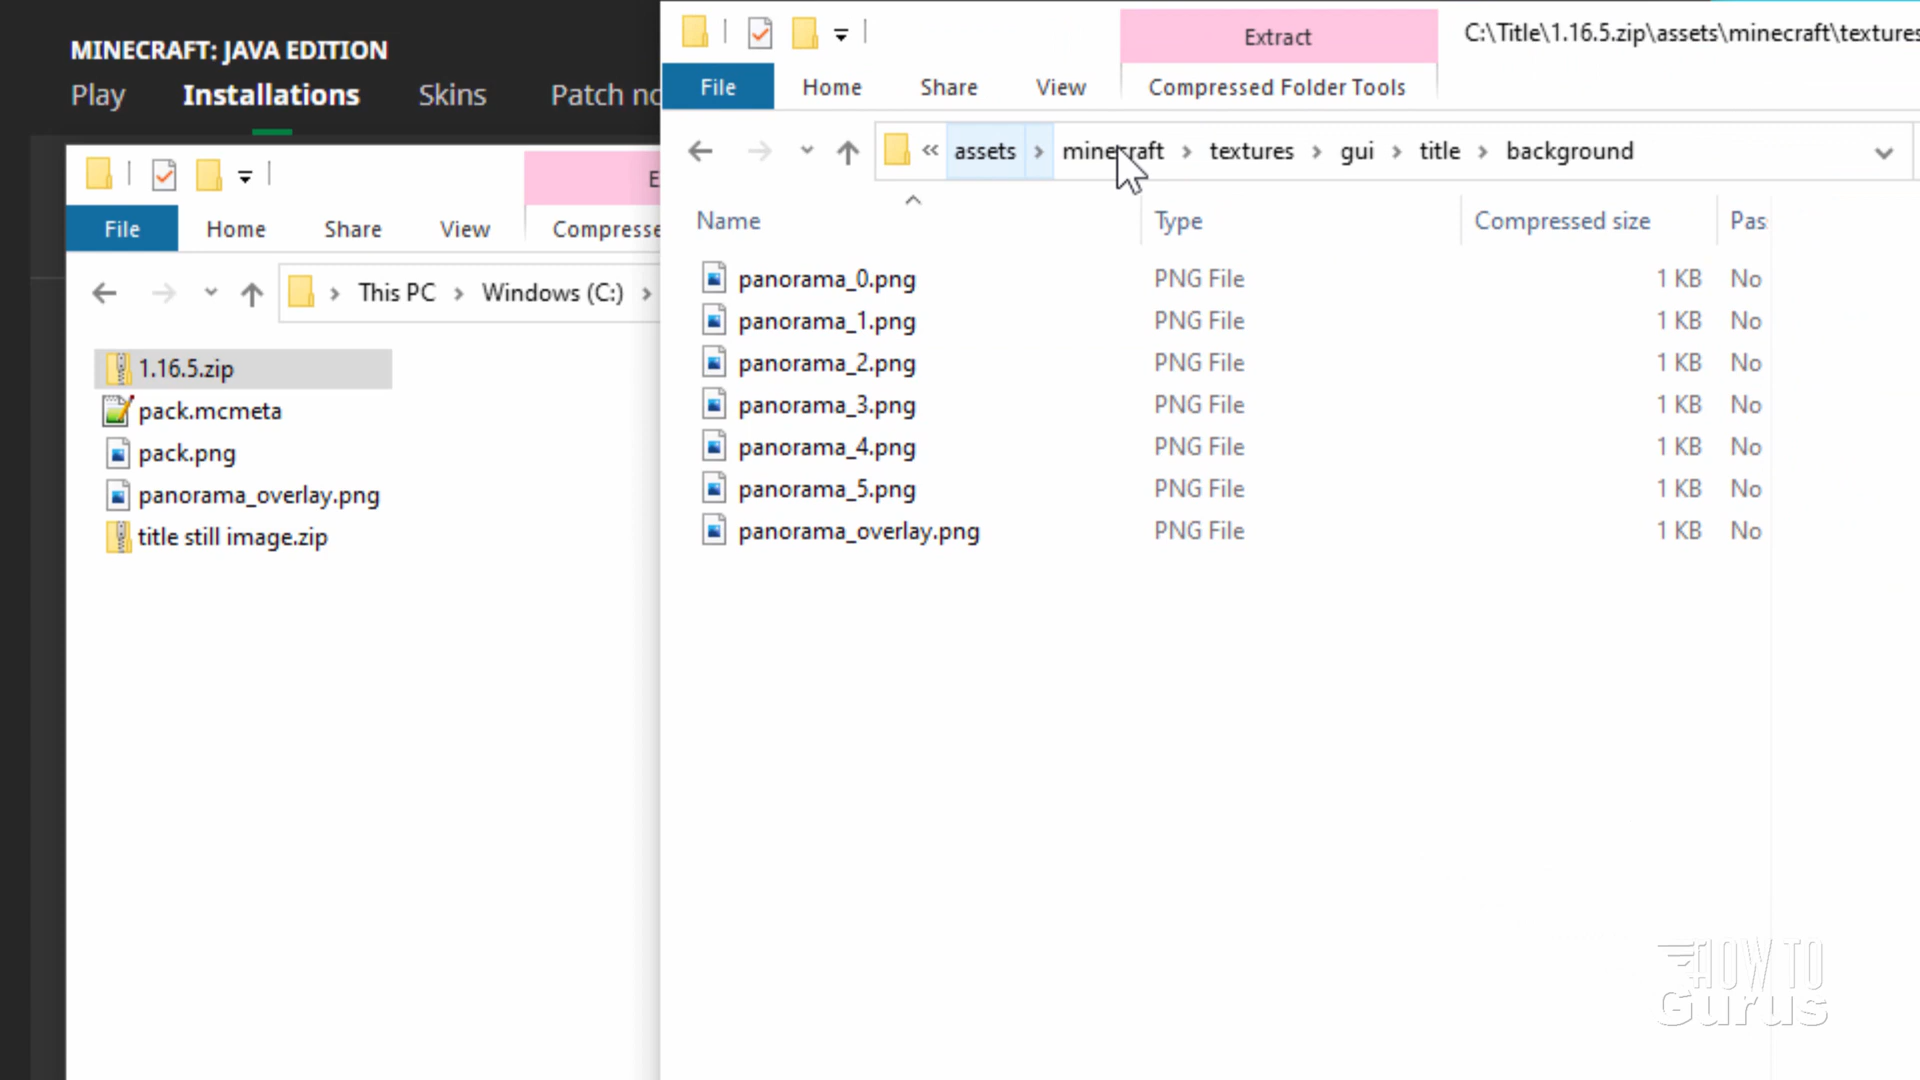 MINECRAFT: JAVA EDITION
Play Installations Skins Patch no
File Home Share View Compresse
This PC Windows (C:)
1.16.5.zip
pack.mcmeta
pack.png
panorama_overlay.png
title still image.zip
Extract C:\Title\1.16.5.zip\assets\minecraft\textures
File Home Share View Compressed Folder Tools
« assets > minecraft > textures > gui > title > background
Name Type Compressed size Pas
panorama_0.png PNG File 1 KB No
panorama_1.png PNG File 1 KB No
panorama_2.png PNG File 1 KB No
panorama_3.png PNG File 1 KB No
panorama_4.png PNG File 1 KB No
panorama_5.png PNG File 1 KB No
panorama_overlay.png PNG File 1 KB No
HOW TO
Gurus